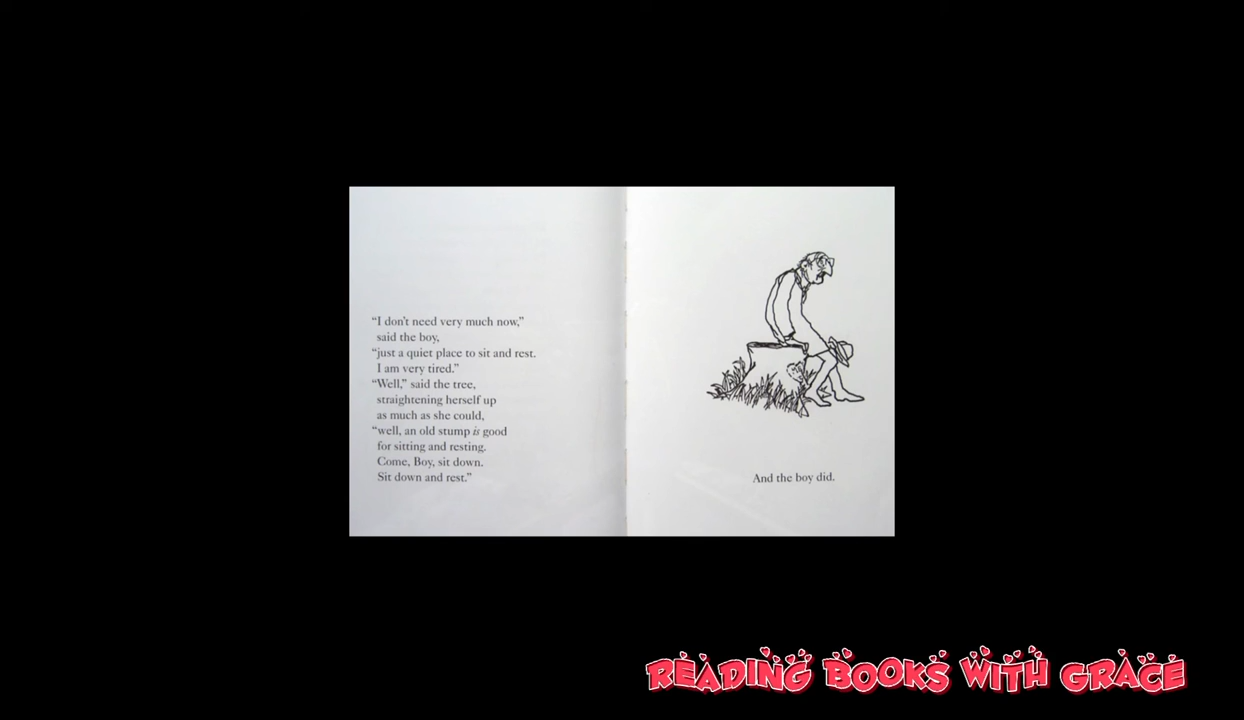 “I don’t need very much now,”
said the boy,
“just a quiet place to sit and rest.
I am very tired.”
“Well,” said the tree,
straightening herself up
as much as she could,
“well, an old stump is good
for sitting and resting.
Come, Boy, sit down.
Sit down and rest.”
And the boy did.
READING BOOKS WITH GRACE